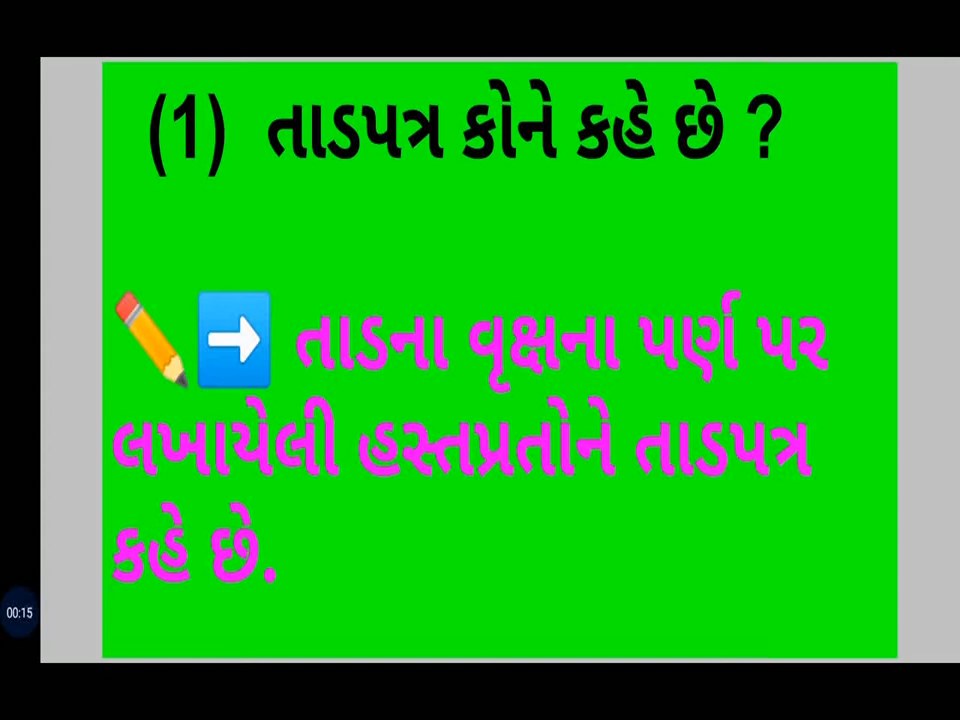 (1) તાડપત્ર કોને કહે છે ?
તાડના વૃક્ષના પર્ણ પર
લખાયેલી હસ્તપ્રતોને તાડપત્ર
કહે છે.
00:15